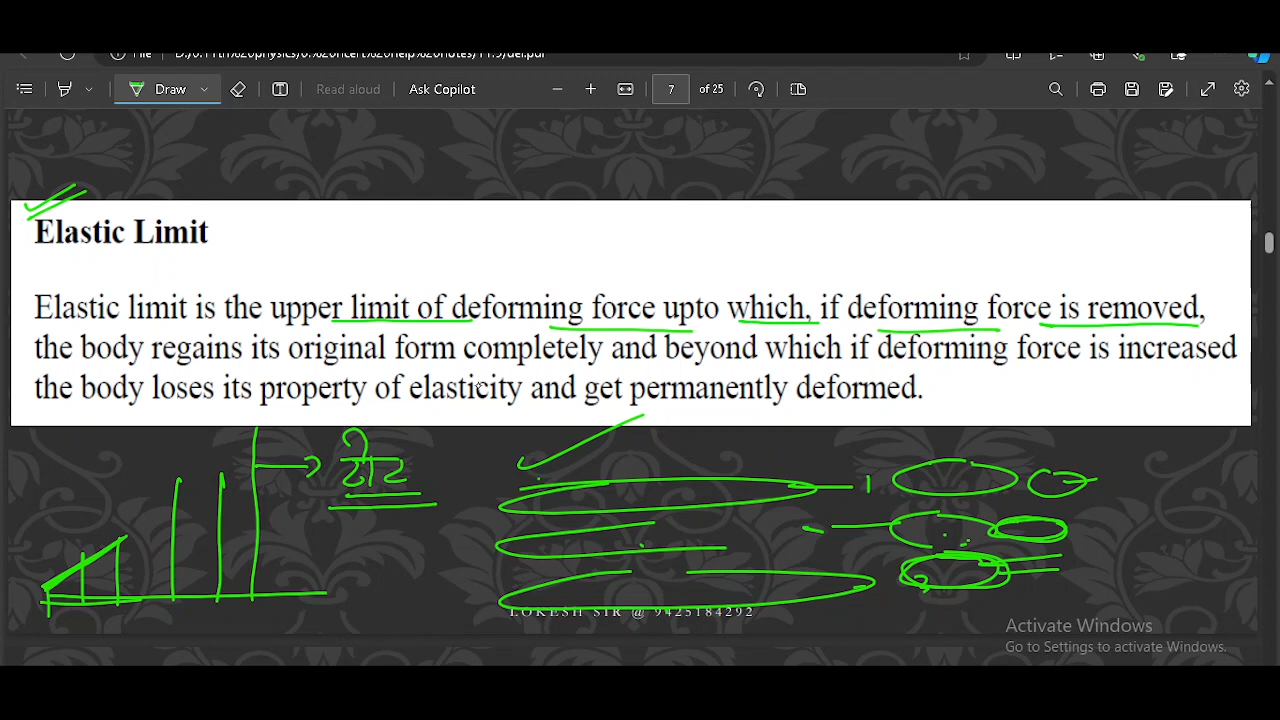 Draw
Read aloud
Ask Copilot
7 of 25
Elastic Limit
Elastic limit is the upper limit of deforming force upto which, if deforming force is removed,
the body regains its original form completely and beyond which if deforming force is increased
the body loses its property of elasticity and get permanently deformed.
LOKESH SIR @ 9425184292
Activate Windows
Go to Settings to activate Windows.